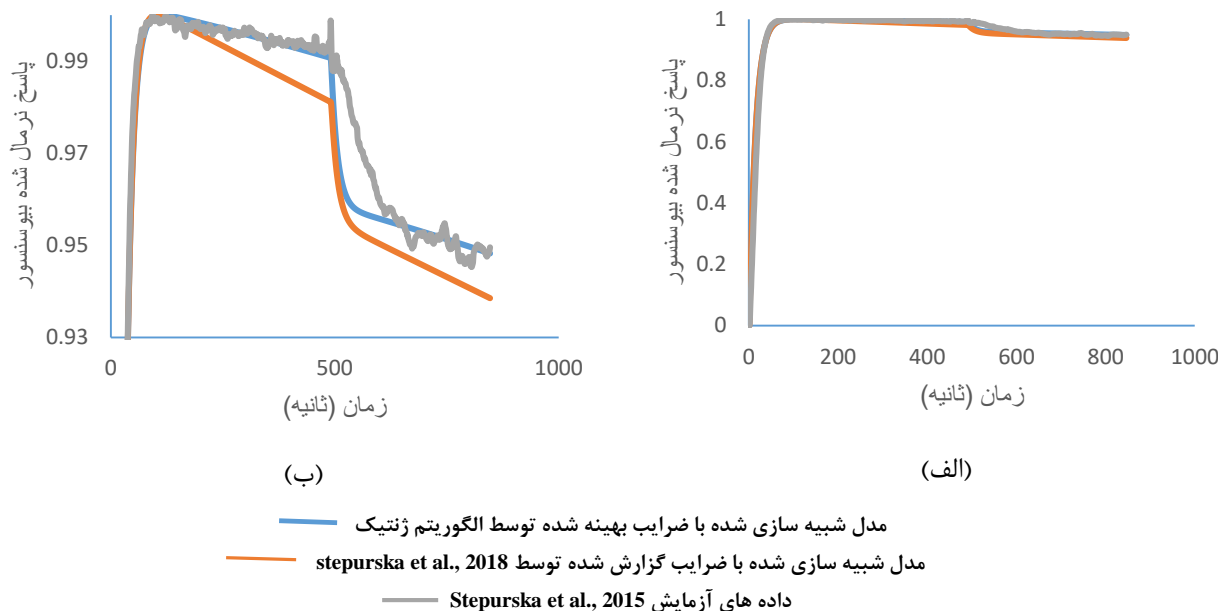 0.99
0.97
0.95
0.93
0
500
1000
پاسخ نرمال شده بیوسنسور
زمان (ثانیه)
(ب)
1
0.8
0.6
0.4
0.2
0
0
200
400
600
800
1000
پاسخ نرمال شده بیوسنسور
زمان (ثانیه)
(الف)
مدل شبیه سازی شده با ضرایب بهینه شده توسط الگوریتم ژنتیک
مدل شبیه سازی شده با ضرایب گزارش شده توسط stepurska et al., 2018
داده های آزمایش Stepurska et al., 2015